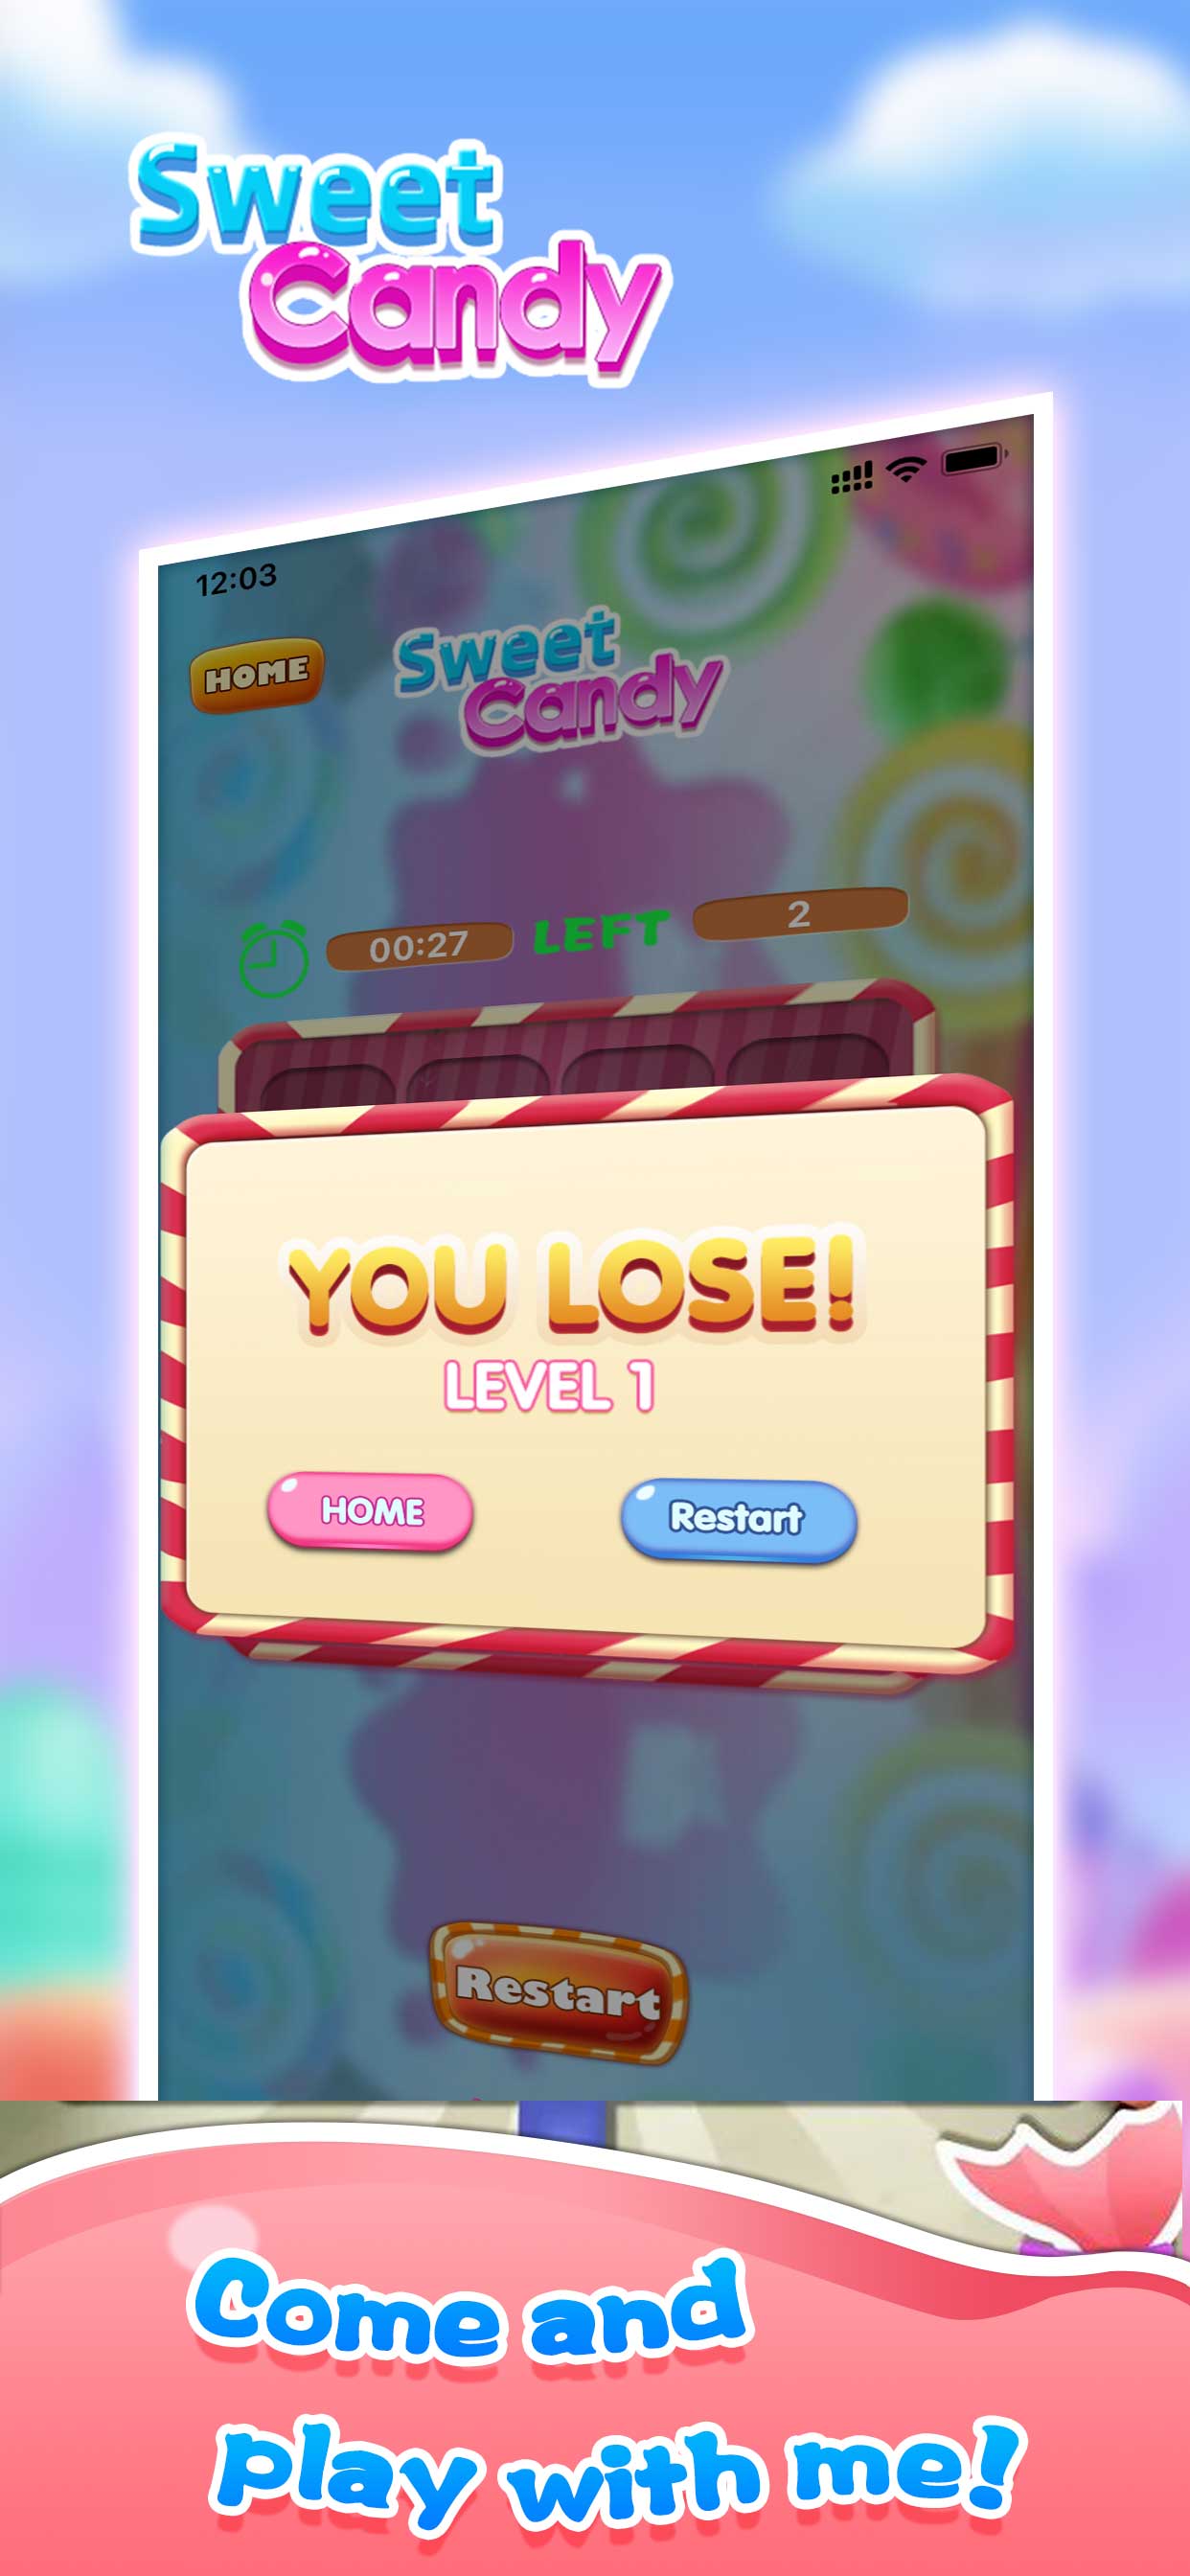 Sweet
Candy
12:03
HOME
Sweet
Candy
00:27 LEFT 2
YOU LOSE!
LEVEL 1
HOME Restart
Restart
Come and
play with me!